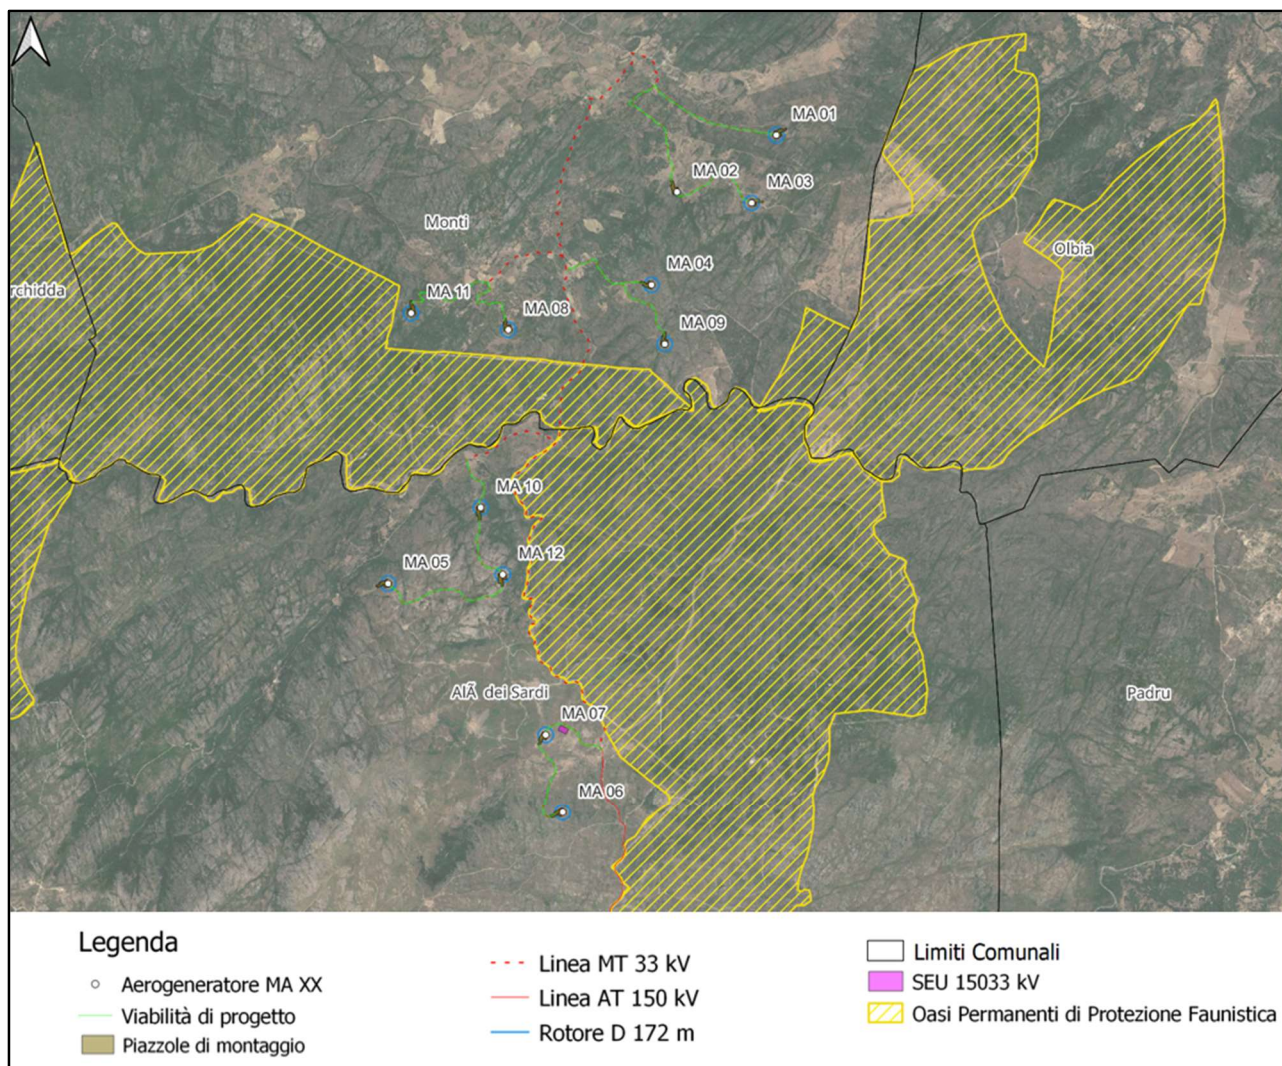 MA 01
MA 02
MA 03
Monti
Olbia
MA 04
rchidda
MA 11
MA 08
MA 09
MA 10
MA 12
MA 05
AlÃ dei Sardi
Padru
MA 07
MA 06
Legenda
Aerogeneratore MA XX
Viabilità di progetto
Piazzole di montaggio
Linea MT 33 kV
Linea AT 150 kV
Rotore D 172 m
Limiti Comunali
SEU 15033 kV
Oasi Permanenti di Protezione Faunistica